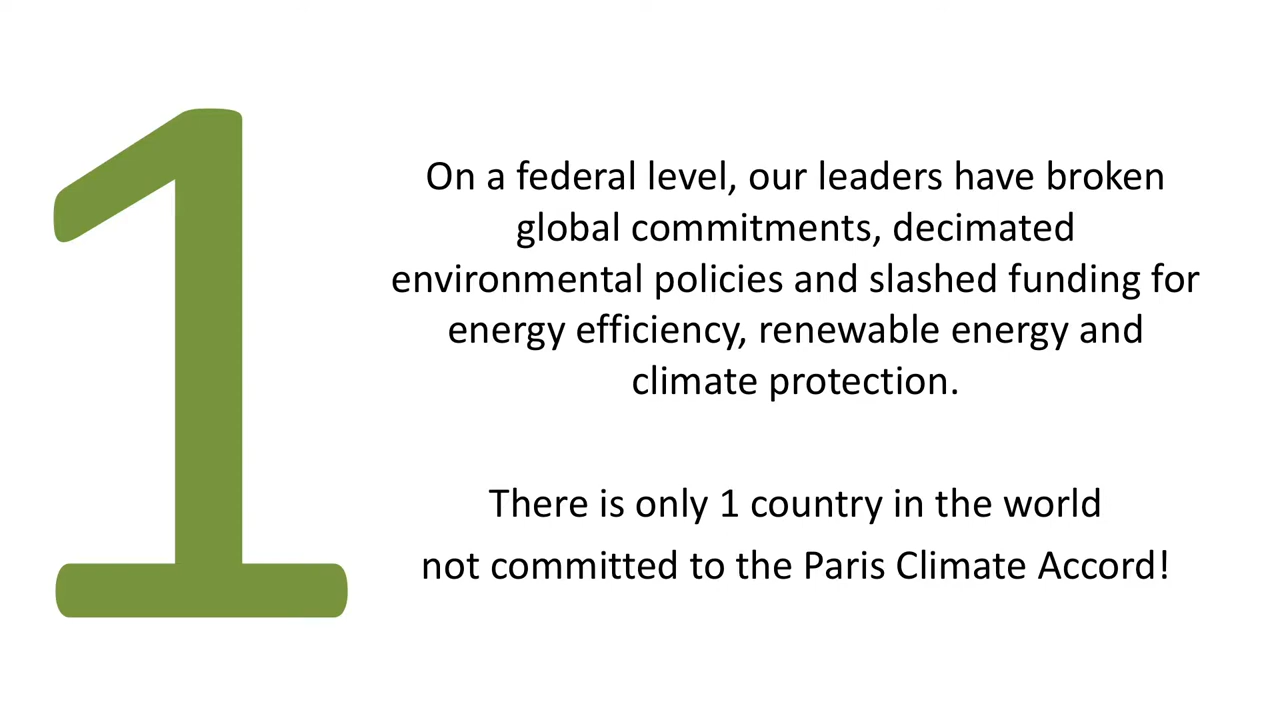 1
On a federal level, our leaders have broken
global commitments, decimated
environmental policies and slashed funding for
energy efficiency, renewable energy and
climate protection.
There is only 1 country in the world
not committed to the Paris Climate Accord!